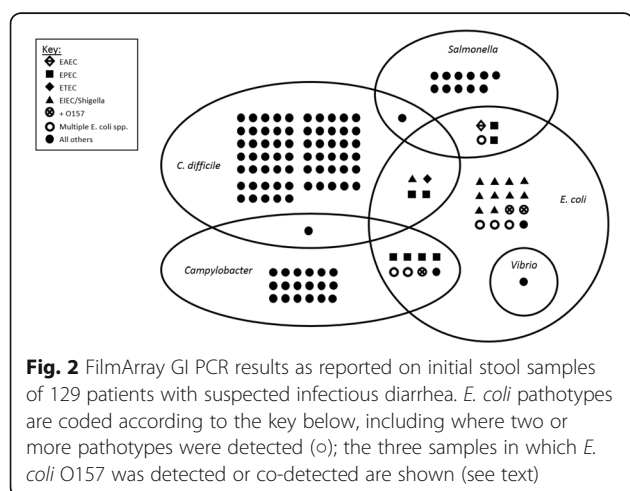 Key:
EAEC
EPEC
ETEC
EIEC/Shigella
+ O157
Multiple E. coli spp.
All others
Salmonella
C. difficile
E. coli
Campylobacter
Vibrio
Fig. 2 FilmArray GI PCR results as reported on initial stool samples
of 129 patients with suspected infectious diarrhea. E. coli pathotypes
are coded according to the key below, including where two or
more pathotypes were detected (○); the three samples in which E.
coli O157 was detected or co-detected are shown (see text)